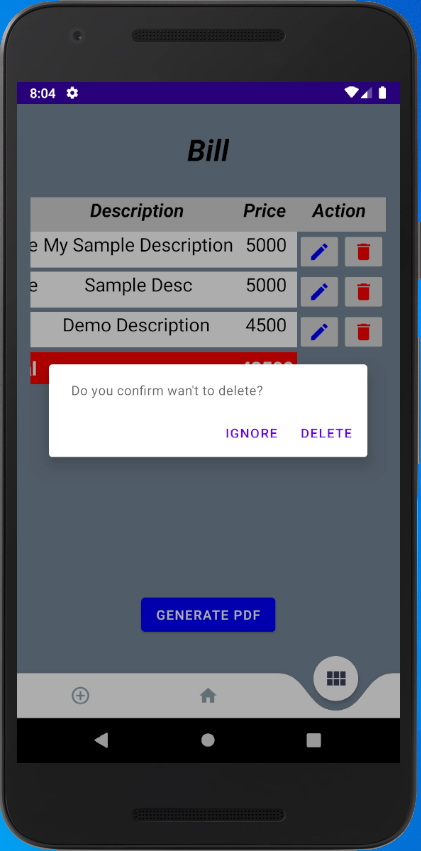 8:04
Bill
Description Price Action
e My Sample Description 5000
e Sample Desc 5000
Demo Description 4500
Do you confirm wan't to delete?
IGNORE DELETE
GENERATE PDF